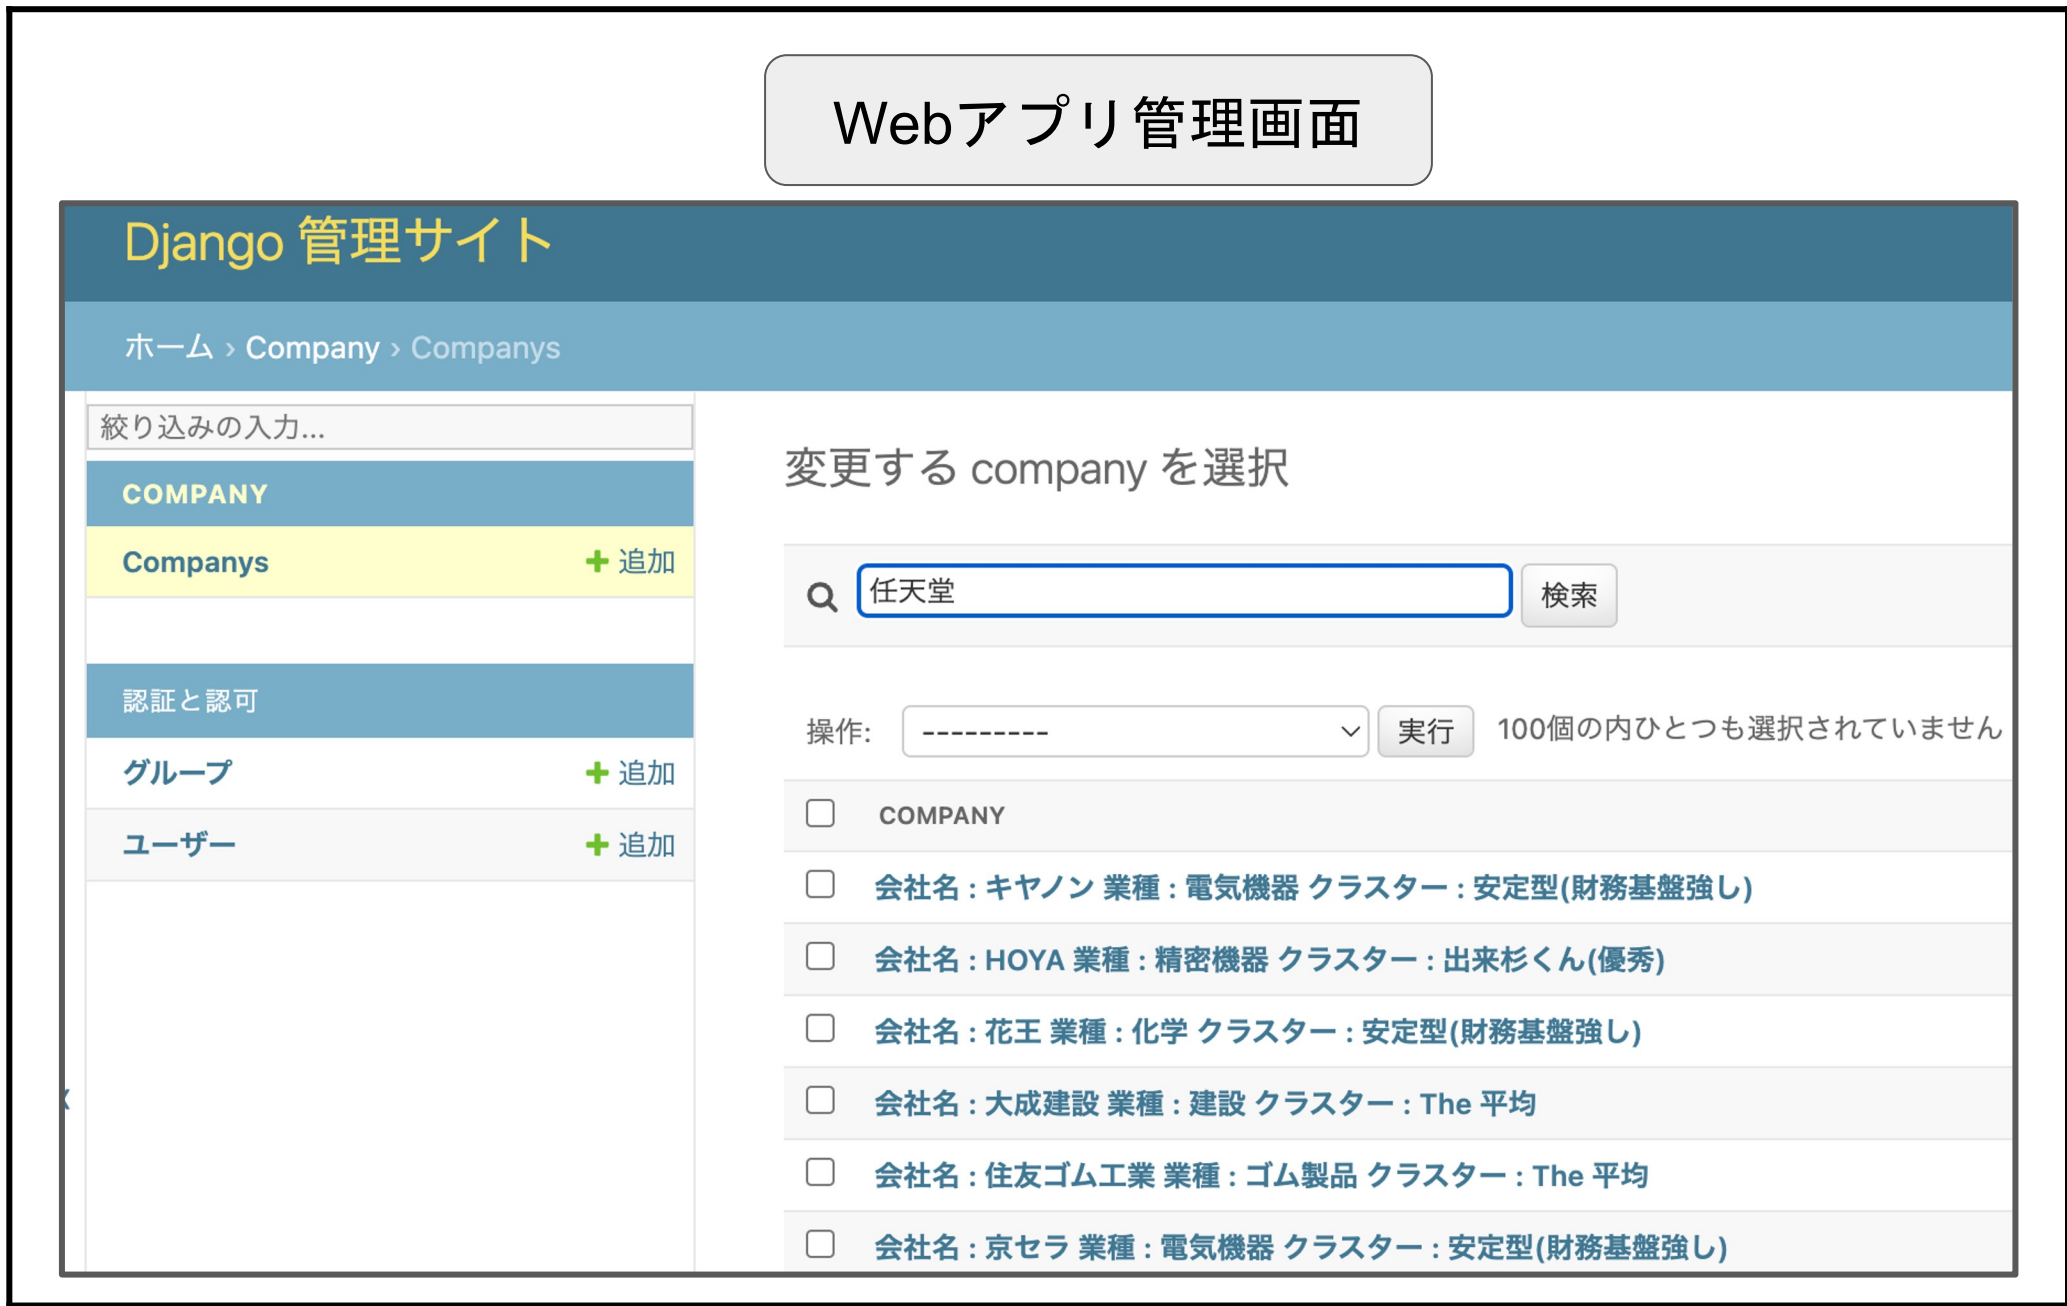 Webアプリ管理画面
Django 管理サイト
ホーム › Company › Companys
絞り込みの入力...
COMPANY
Companys + 追加
認証と認可
グループ + 追加
ユーザー + 追加
変更する company を選択
任天堂 検索
操作: --------- 実行 100個の内ひとつも選択されていません
COMPANY
会社名 : キヤノン 業種 : 電気機器 クラスター : 安定型(財務基盤強し)
会社名 : HOYA 業種 : 精密機器 クラスター : 出来杉くん(優秀)
会社名 : 花王 業種 : 化学 クラスター : 安定型(財務基盤強し)
会社名 : 大成建設 業種 : 建設 クラスター : The 平均
会社名 : 住友ゴム工業 業種 : ゴム製品 クラスター : The 平均
会社名 : 京セラ 業種 : 電気機器 クラスター : 安定型(財務基盤強し)